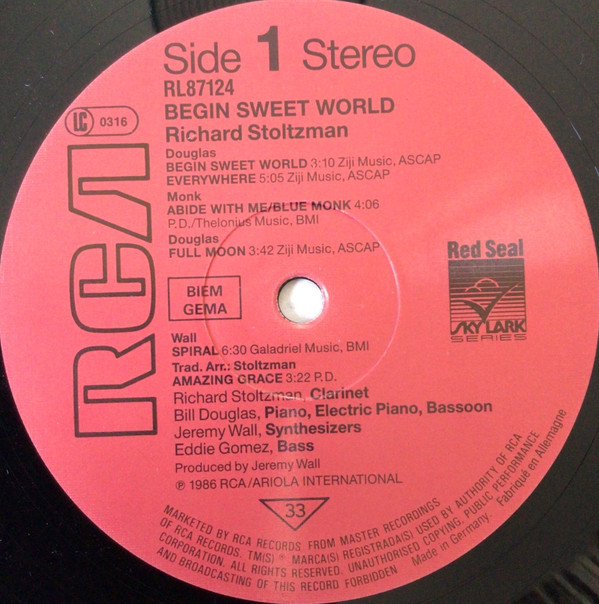 Side 1 Stereo
RL87124
BEGIN SWEET WORLD
LC 0316
Richard Stoltzman
Douglas
BEGIN SWEET WORLD 3:10 Ziji Music, ASCAP
EVERYWHERE 5:05 Ziji Music, ASCAP
Monk
ABIDE WITH ME/BLUE MONK 4:06
P.D./Thelonius Music, BMI
Douglas
FULL MOON 3:42 Ziji Music, ASCAP
RCA
Red Seal
SKYLARK
SERIES
BIEM
GEMA
Wall
SPIRAL 6:30 Galadriel Music, BMI
Trad. Arr.: Stoltzman
AMAZING GRACE 3:22 P.D.
Richard Stoltzman, Clarinet
Bill Douglas, Piano, Electric Piano, Bassoon
Jeremy Wall, Synthesizers
Eddie Gomez, Bass
Produced by Jeremy Wall
℗ 1986 RCA/ARIOLA INTERNATIONAL
33
MARKETED BY RCA RECORDS. FROM MASTER RECORDINGS
OF RCA RECORDS. TM(S) * MARCA(S) REGISTRADA(S) USED BY AUTHORITY OF RCA
CORPORATION. ALL RIGHTS RESERVED. UNAUTHORISED COPYING, PUBLIC PERFORMANCE
AND BROADCASTING OF THIS RECORD FORBIDDEN
Made in Germany. Fabriqué en Allemagne